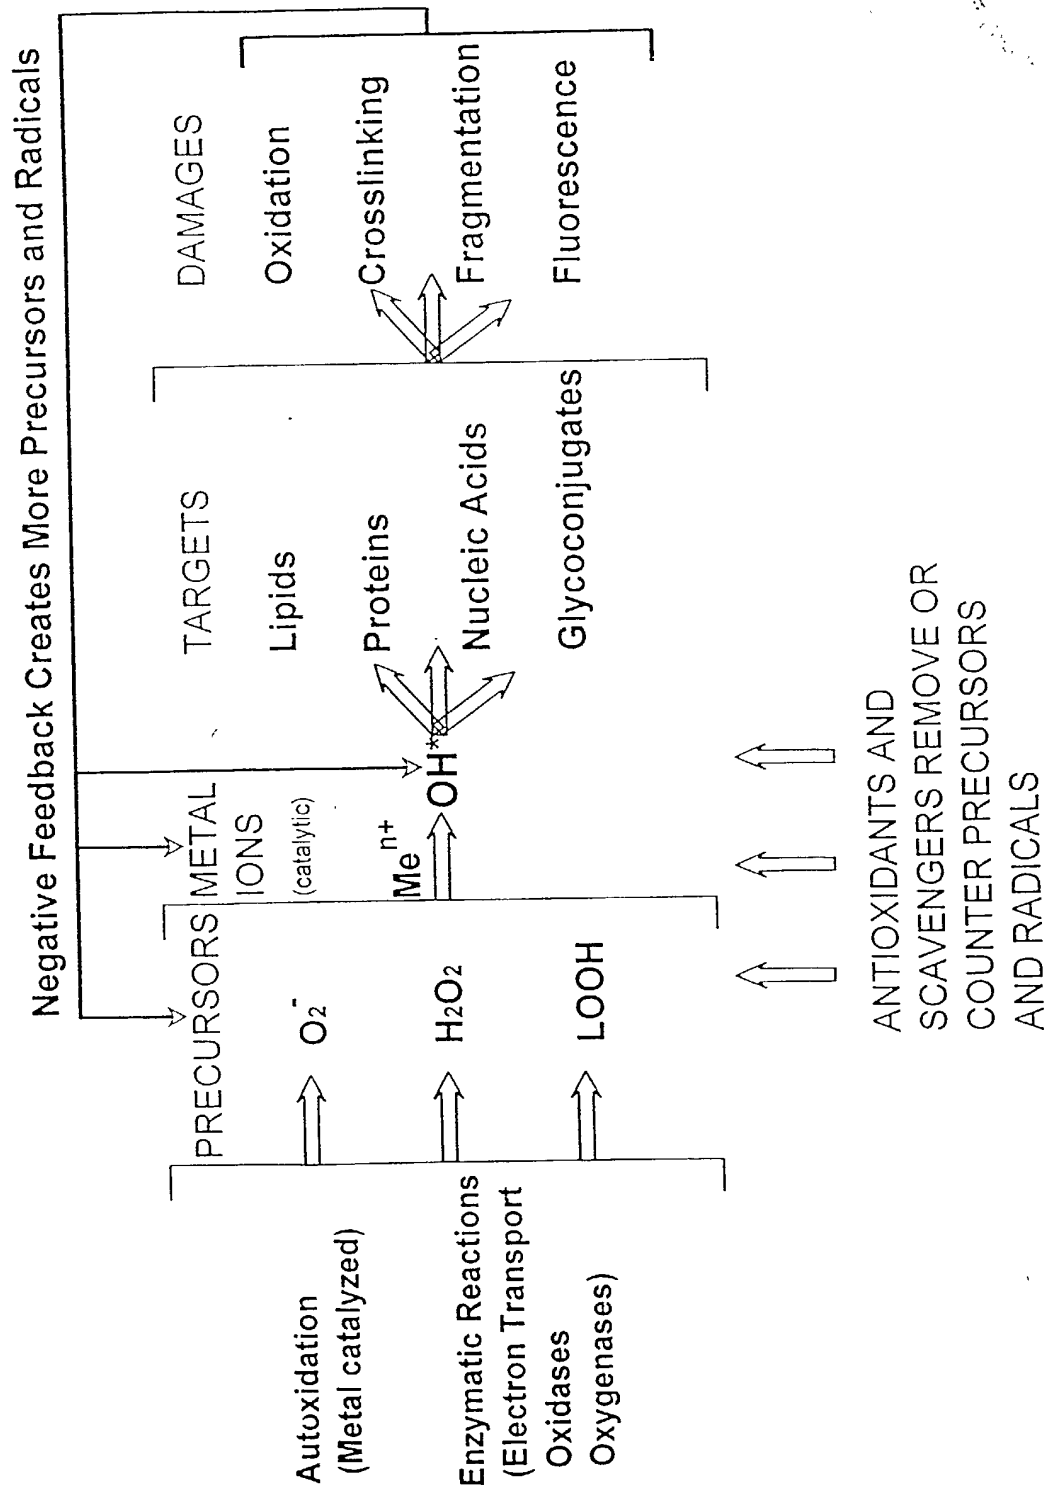 Negative Feedback Creates More Precursors and Radicals
Autoxidation
(Metal catalyzed)
Enzymatic Reactions
(Electron Transport
Oxidases
Oxygenases)
PRECURSORS
O₂⁻
H₂O₂
LOOH
METAL
IONS
(catalytic)
Meⁿ⁺
OH*
TARGETS
Lipids
Proteins
Nucleic Acids
Glycoconjugates
DAMAGES
Oxidation
Crosslinking
Fragmentation
Fluorescence
ANTIOXIDANTS AND
SCAVENGERS REMOVE OR
COUNTER PRECURSORS
AND RADICALS